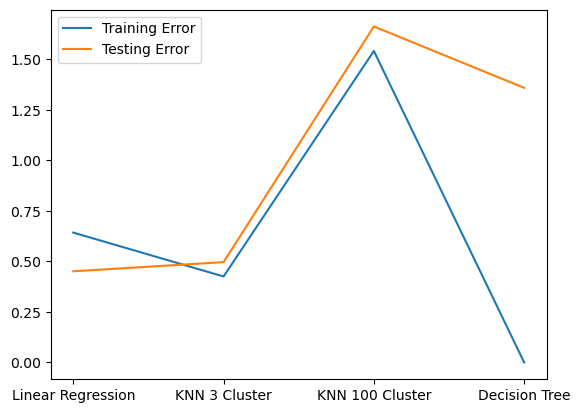 Training Error
Testing Error
1.50
1.25
1.00
0.75
0.50
0.25
0.00
Linear Regression KNN 3 Cluster KNN 100 Cluster Decision Tree